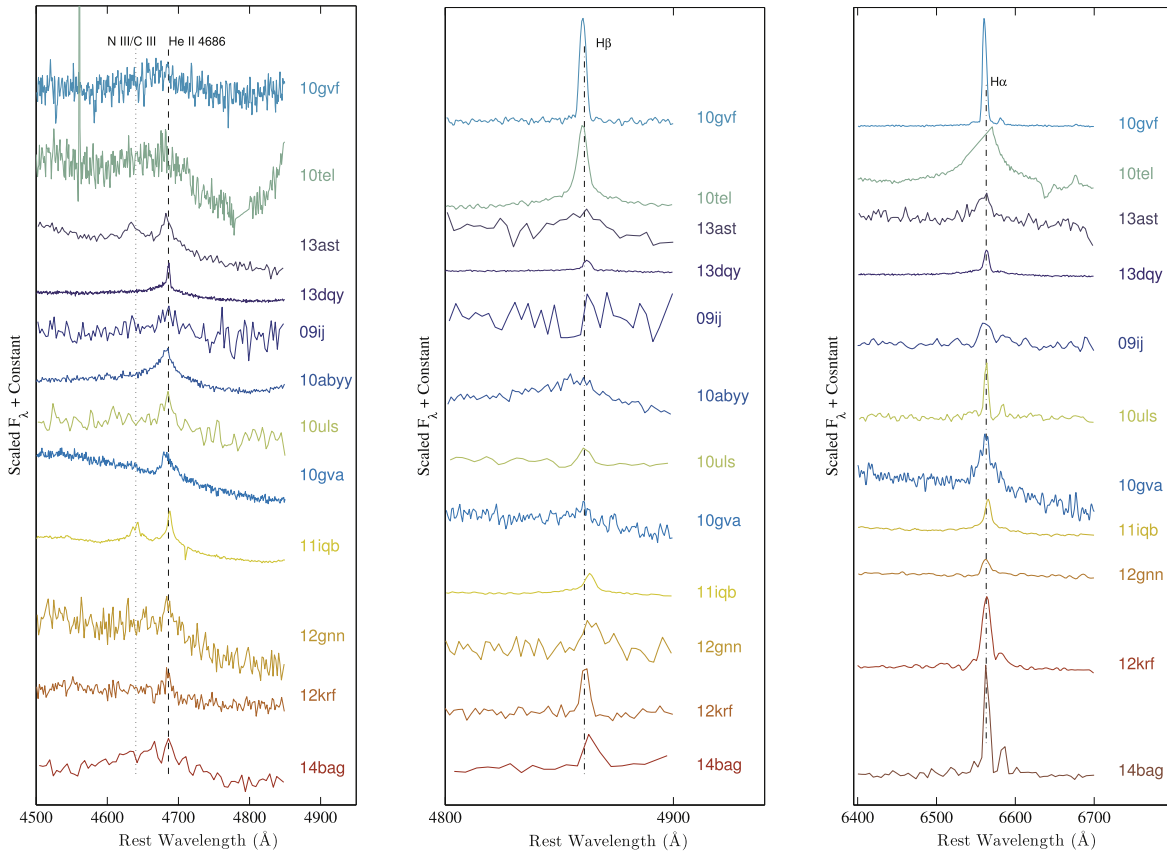 N III/C III He II 4686
10gvf
10tel
13ast
13dqy
09ij
10abyy
10uls
10gva
11iqb
12gnn
12krf
14bag
Scaled F_λ + Constant
4500 4600 4700 4800 4900
Rest Wavelength (Å)
Hβ
10gvf
10tel
13ast
13dqy
09ij
10abyy
10uls
10gva
11iqb
12gnn
12krf
14bag
Scaled F_λ + Constant
4800 4900
Rest Wavelength (Å)
Hα
10gvf
10tel
13ast
13dqy
09ij
10uls
10gva
11iqb
12gnn
12krf
14bag
Scaled F_λ + Cosntant
6400 6500 6600 6700
Rest Wavelength (Å)